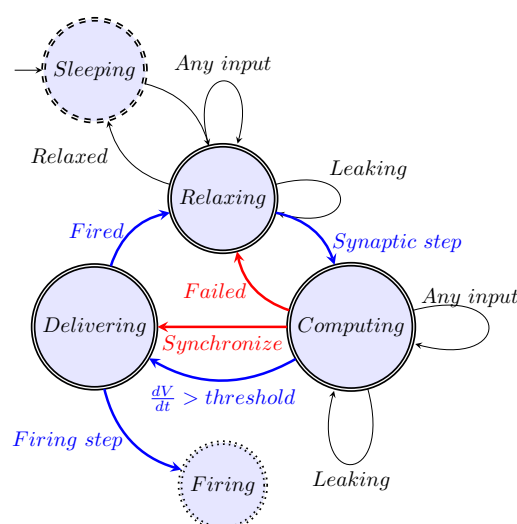 Sleeping
Any input
Relaxed
Leaking
Relaxing
Fired
Synaptic step
Failed
Any input
Delivering
Computing
Synchronize
dV/dt > threshold
Firing step
Leaking
Firing